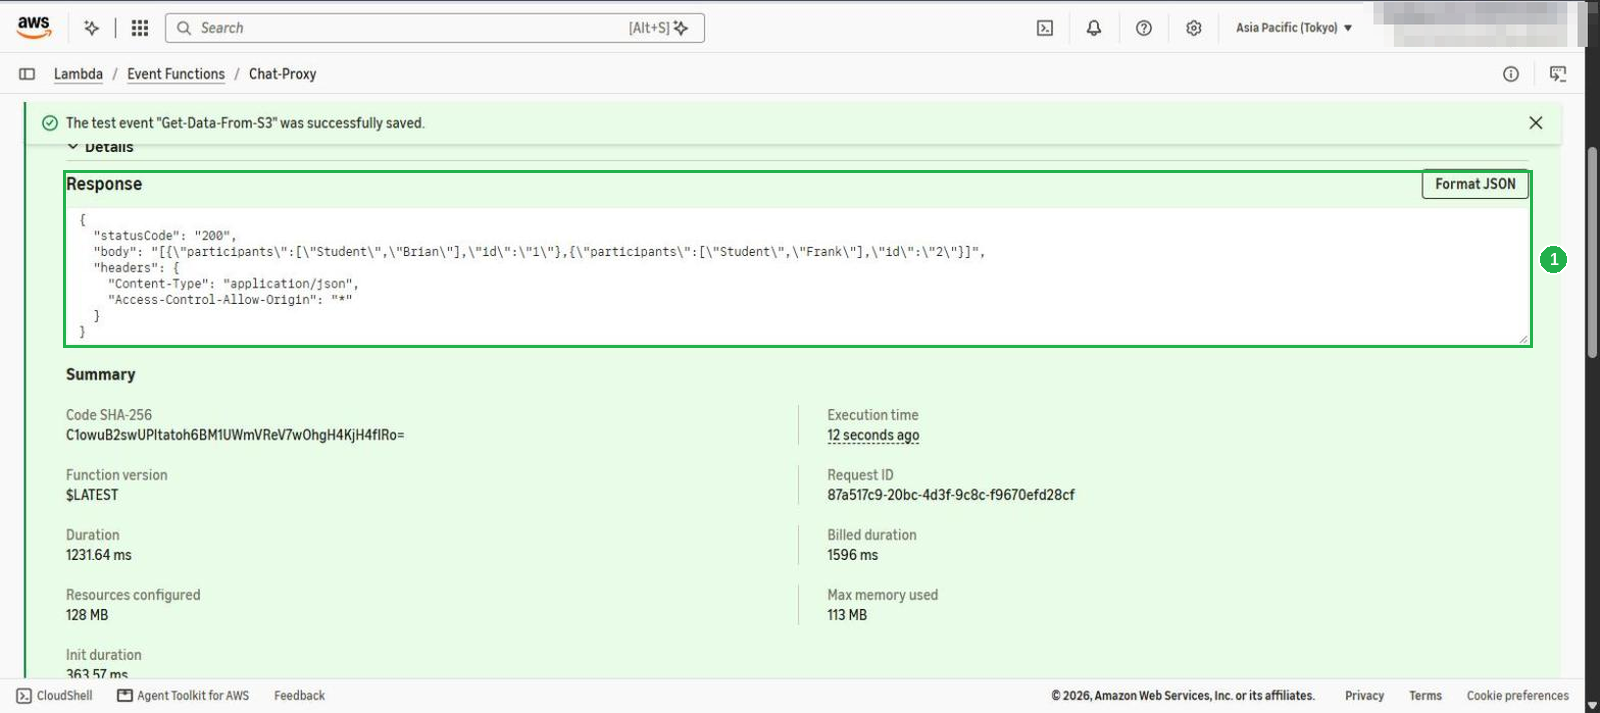 aws
Search [Alt+S]
Asia Pacific (Tokyo)
Lambda / Event Functions / Chat-Proxy
The test event "Get-Data-From-S3" was successfully saved.
Details
Response
Format JSON
{
"statusCode": "200",
"body": "[{\"participants\":[\"Student\",\"Brian\"],\"id\":\"1\"},{\"participants\":[\"Student\",\"Frank\"],\"id\":\"2\"}]",
"headers": {
"Content-Type": "application/json",
"Access-Control-Allow-Origin": "*"
}
}
1
Summary
Code SHA-256
Execution time
12 seconds ago
Function version
$LATEST
Request ID
87a517c9-20bc-4d3f-9c8c-f9670efd28cf
Duration
1231.64 ms
Billed duration
1596 ms
Resources configured
128 MB
Max memory used
113 MB
Init duration
363.57 ms
CloudShell Agent Toolkit for AWS Feedback
© 2026, Amazon Web Services, Inc. or its affiliates. Privacy Terms Cookie preferences